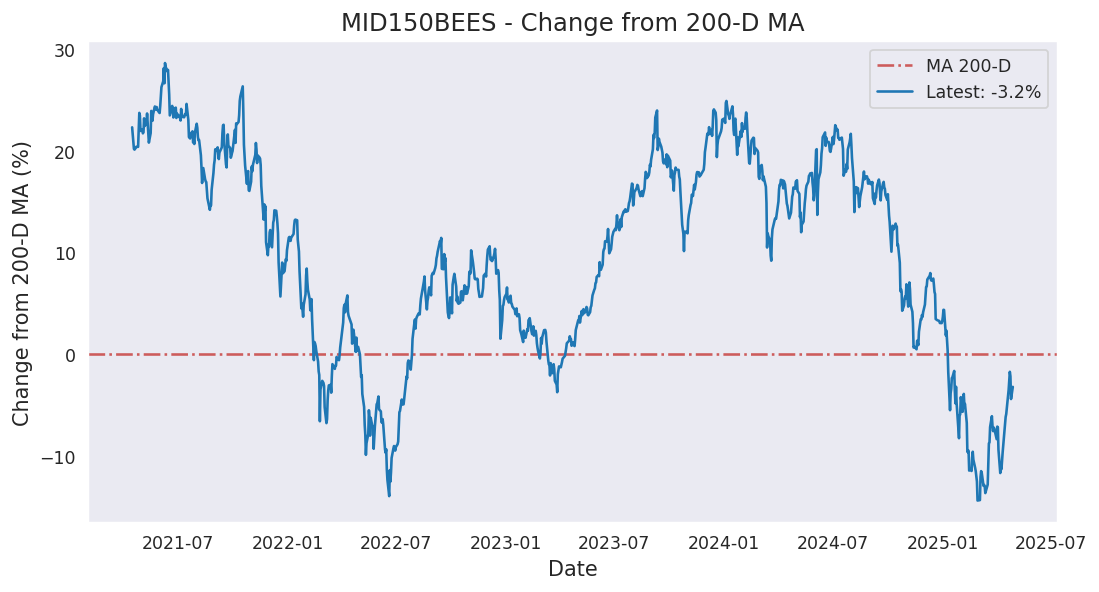 MID150BEES - Change from 200-D MA
Change from 200-D MA (%)
30
20
10
0
−10
MA 200-D
Latest: -3.2%
2021-07
2022-01
2022-07
2023-01
2023-07
2024-01
2024-07
2025-01
2025-07
Date